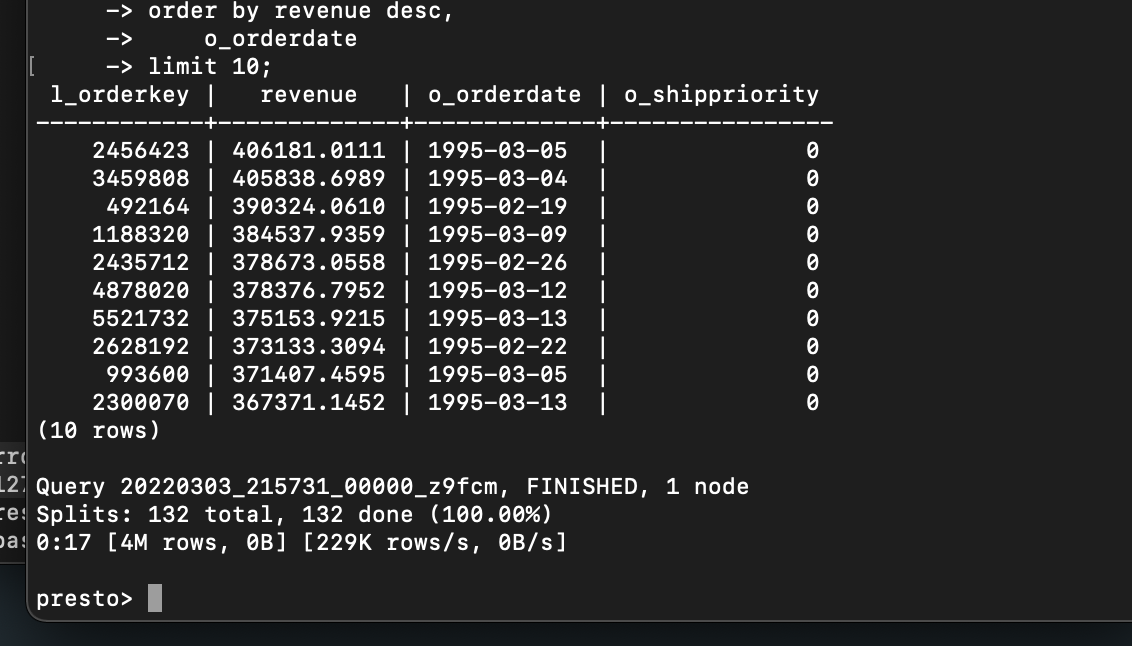 -> order by revenue desc,
->     o_orderdate
[     -> limit 10;
 l_orderkey |   revenue   | o_orderdate | o_shippriority
------------+-------------+-------------+----------------
    2456423 | 406181.0111 | 1995-03-05  |              0
    3459808 | 405838.6989 | 1995-03-04  |              0
     492164 | 390324.0610 | 1995-02-19  |              0
    1188320 | 384537.9359 | 1995-03-09  |              0
    2435712 | 378673.0558 | 1995-02-26  |              0
    4878020 | 378376.7952 | 1995-03-12  |              0
    5521732 | 375153.9215 | 1995-03-13  |              0
    2628192 | 373133.3094 | 1995-02-22  |              0
     993600 | 371407.4595 | 1995-03-05  |              0
    2300070 | 367371.1452 | 1995-03-13  |              0
(10 rows)
Query 20220303_215731_00000_z9fcm, FINISHED, 1 node
Splits: 132 total, 132 done (100.00%)
0:17 [4M rows, 0B] [229K rows/s, 0B/s]
presto>